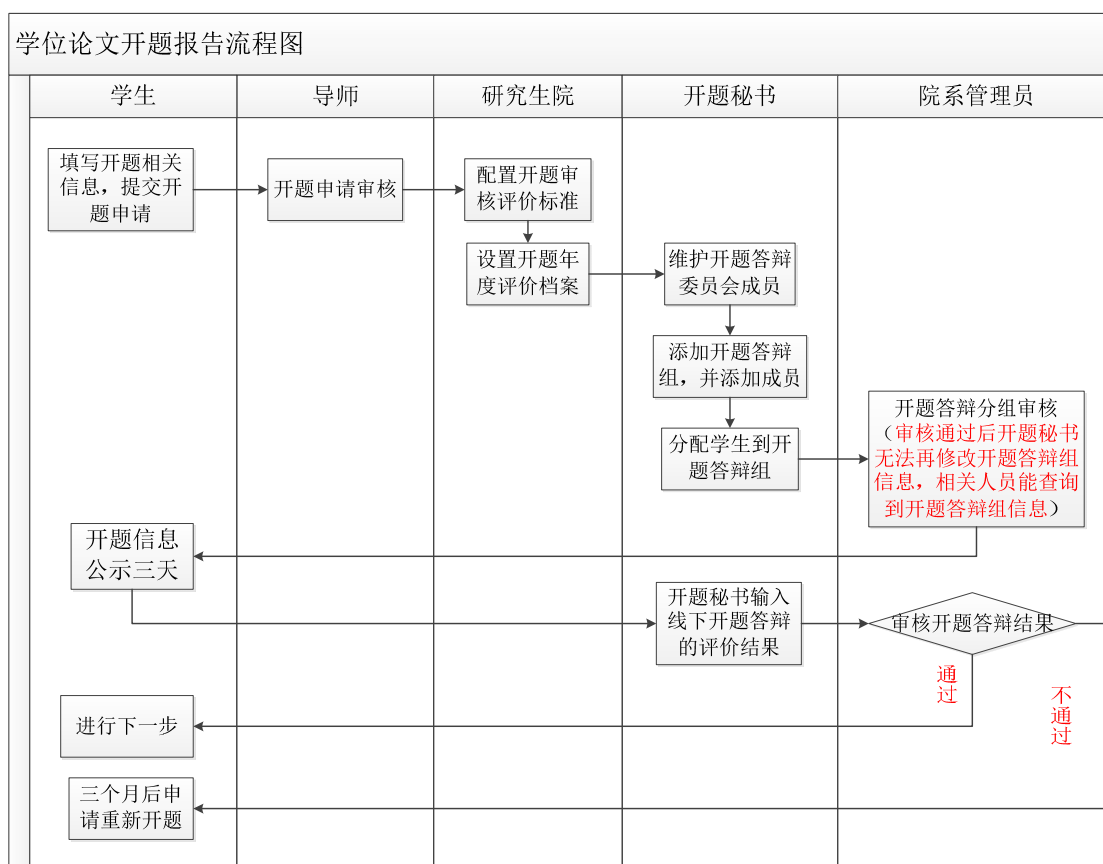 学位论文开题报告流程图
学生
导师
研究生院
开题秘书
院系管理员
填写开题相关
信息，提交开
题申请
开题申请审核
配置开题审
核评价标准
设置开题年
度评价档案
维护开题答辩
委员会成员
添加开题答辩
组，并添加成员
分配学生到开
题答辩组
开题答辩分组审核
（审核通过后开题秘书
无法再修改开题答辩组
信息，相关人员能查询
到开题答辩组信息）
开题信息
公示三天
开题秘书输入
线下开题答辩
的评价结果
审核开题答辩结果
通过
不通过
进行下一步
三个月后申
请重新开题